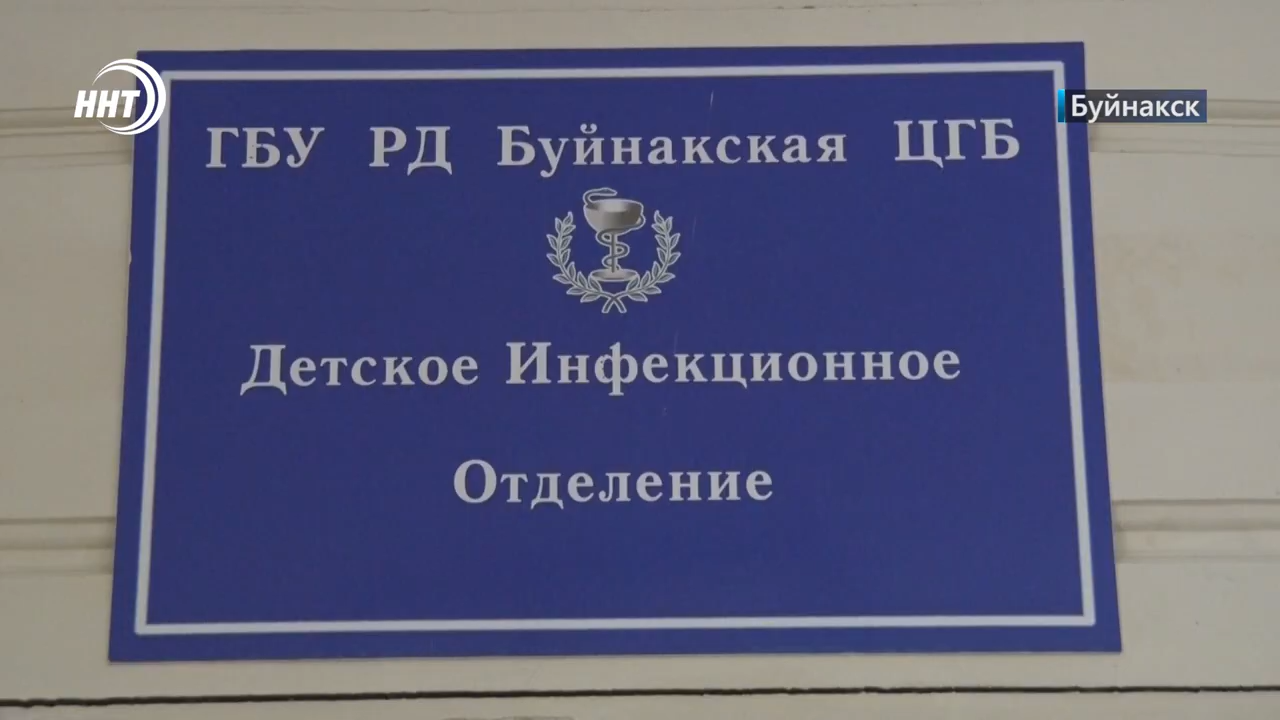 ННТ
Буйнакск
ГБУ РД Буйнакская ЦГБ
Детское Инфекционное
Отделение